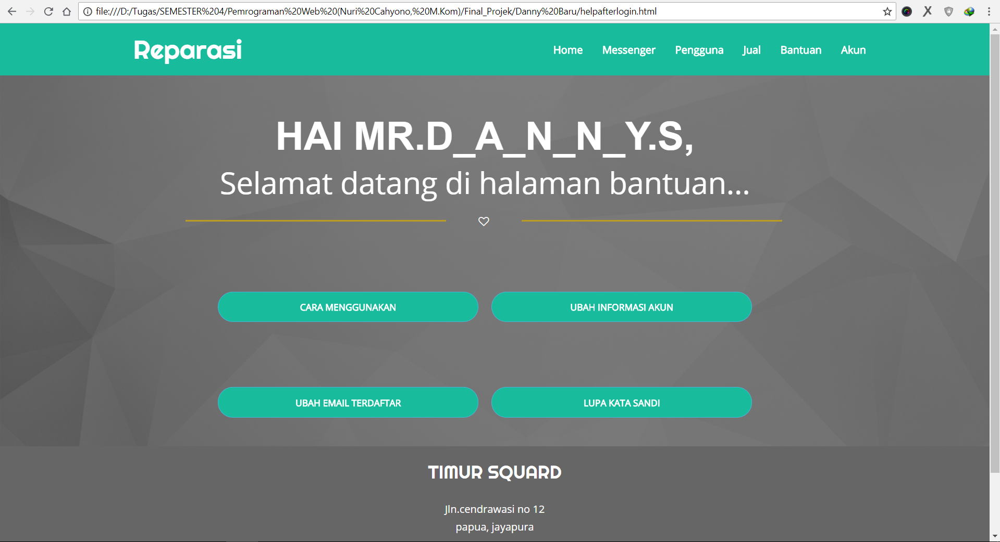 file:///D:/Tugas/SEMESTER%204/Pemrograman%20Web%20(Nuri%20Cahyono,%20M.Kom)/Final_Projek/Danny%20Baru/helpafterlogin.html
Reparasi
Home Messenger Pengguna Jual Bantuan Akun
HAI MR.D_A_N_N_Y.S,
Selamat datang di halaman bantuan...
CARA MENGGUNAKAN
UBAH INFORMASI AKUN
UBAH EMAIL TERDAFTAR
LUPA KATA SANDI
TIMUR SQUARD
Jln.cendrawasi no 12
papua, jayapura